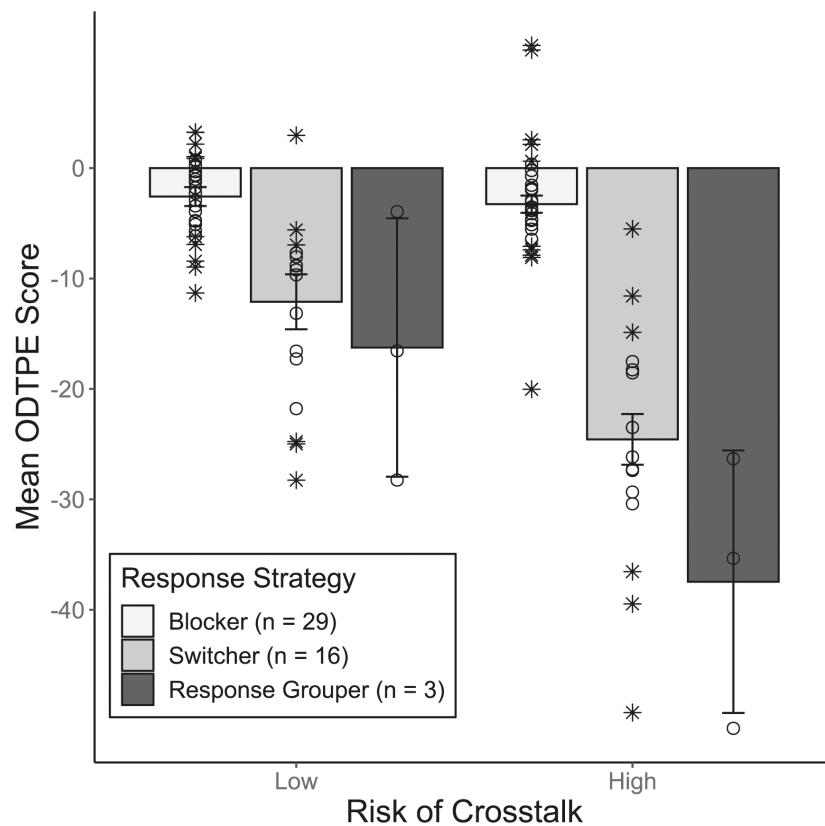 Mean ODTPE Score
0
-10
-20
-30
-40
Response Strategy
Blocker (n = 29)
Switcher (n = 16)
Response Grouper (n = 3)
Low
High
Risk of Crosstalk